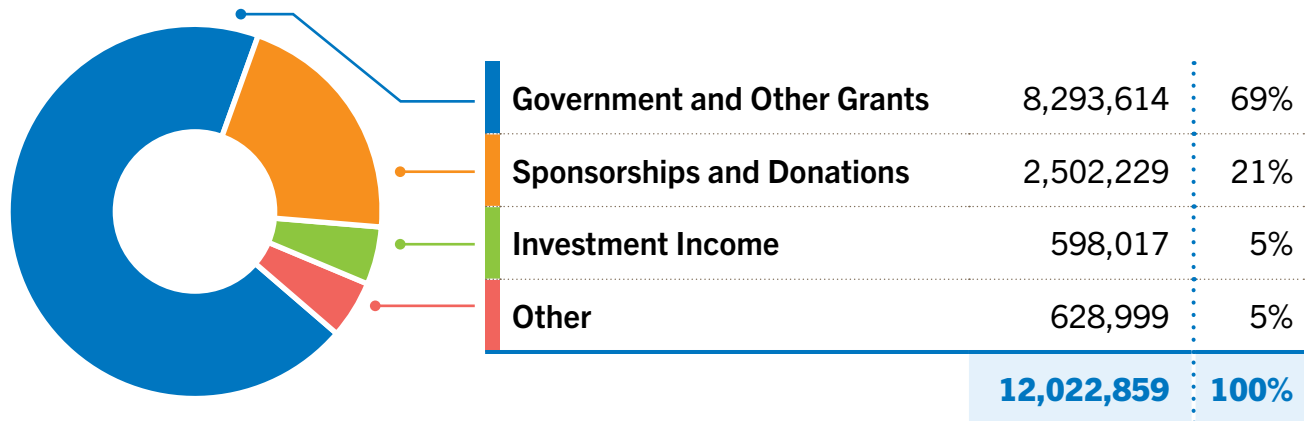 Government and Other Grants 8,293,614 69%
Sponsorships and Donations 2,502,229 21%
Investment Income 598,017 5%
Other 628,999 5%
12,022,859 100%